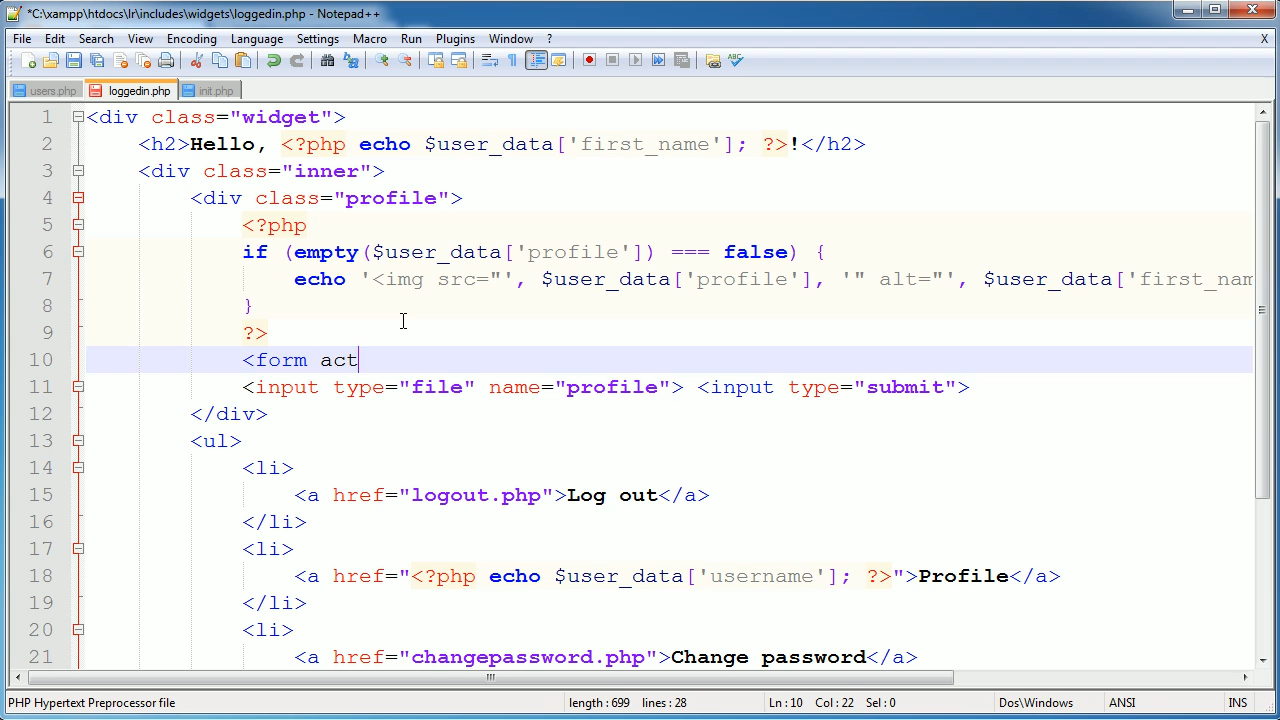 *C:\xampp\htdocs\lr\includes\widgets\loggedin.php - Notepad++
File Edit Search View Encoding Language Settings Macro Run Plugins Window ? X
users.php loggedin.php init.php
1 <div class="widget">
2 <h2>Hello, <?php echo $user_data['first_name']; ?>!</h2>
3 <div class="inner">
4 <div class="profile">
5 <?php
6 if (empty($user_data['profile']) === false) {
7 echo '<img src="', $user_data['profile'], '" alt="', $user_data['first_nam
8 }
9 ?>
10 <form act
11 <input type="file" name="profile"> <input type="submit">
12 </div>
13 <ul>
14 <li>
15 <a href="logout.php">Log out</a>
16 </li>
17 <li>
18 <a href="<?php echo $user_data['username']; ?>">Profile</a>
19 </li>
20 <li>
21 <a href="changepassword.php">Change password</a>
PHP Hypertext Preprocessor file length : 699 lines : 28 Ln : 10 Col : 22 Sel : 0 Dos\Windows ANSI INS